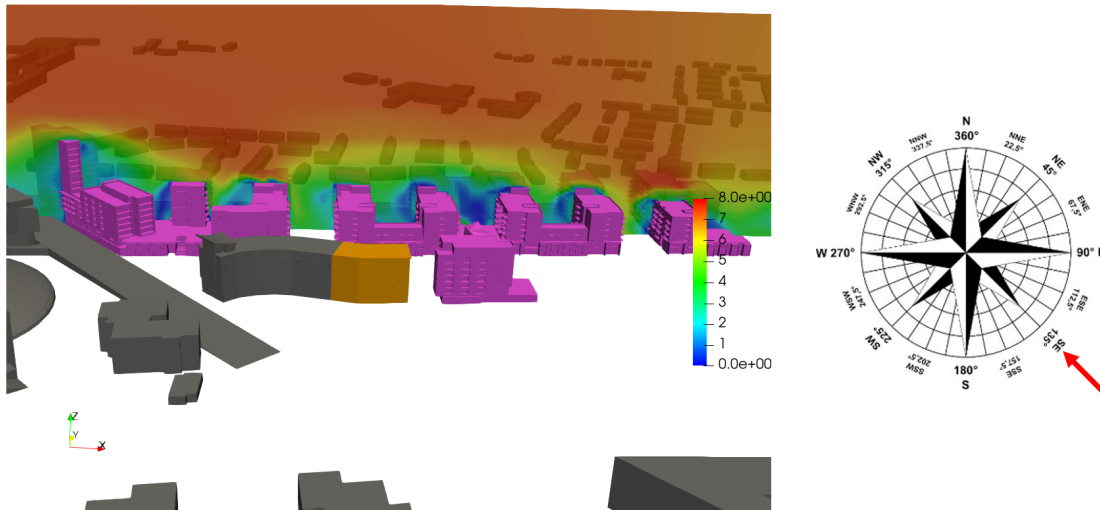 8.0e+00
7
6
5
4
3
2
1
0.0e+00
Z
Y
X
N
360°
NNW
337,5°
NNE
22,5°
NW
315°
NE
45°
WNW
292,5°
ENE
67,5°
W 270°
90°
WSW
247,5°
ESE
112,5°
SW
225°
SE
135°
SSW
202,5°
SSE
157,5°
180°
S